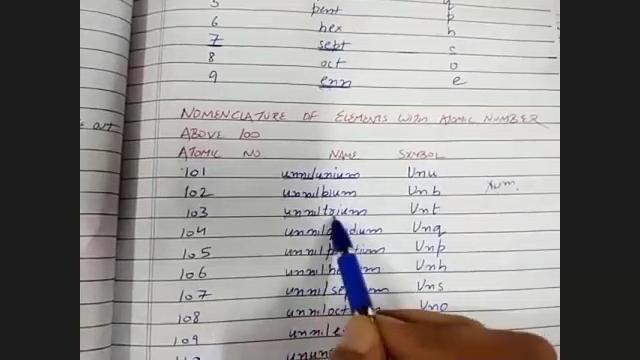 5 pent p
6 hex h
7 sept s
8 oct o
9 enn e
NOMENCLATURE OF ELEMENTS WITH ATOMIC NUMBER
ABOVE 100
ATOMIC NO NAME SYMBOL
101 unnilunium Unu
102 unnilbium Unb
103 unniltrium Unt
104 Unq
105 Unp
106 Unh
107 Uns
108 Uno
109